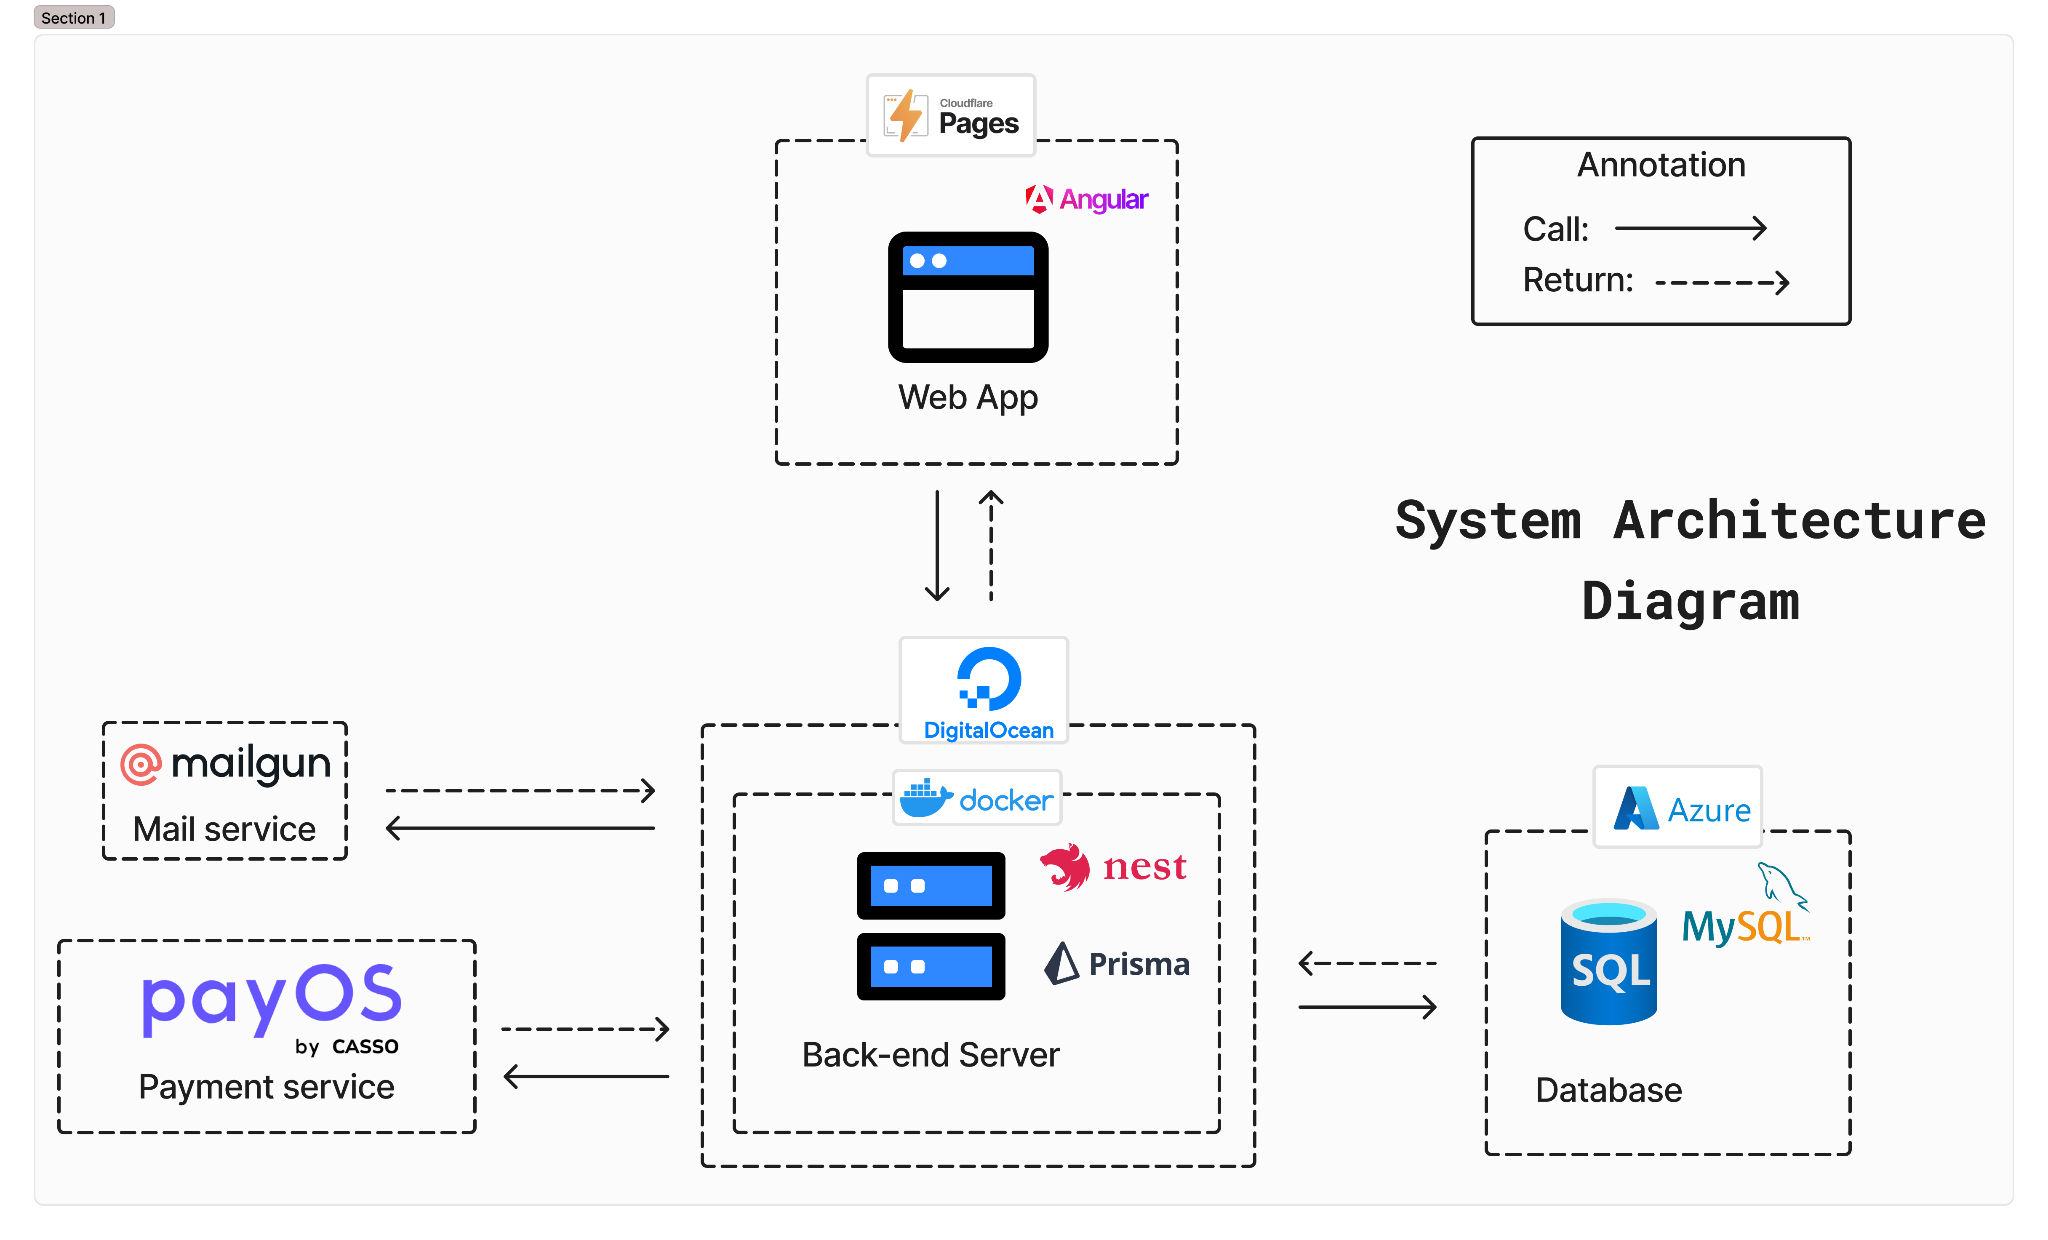 Section 1
Cloudflare
Pages
Angular
Web App
Annotation
Call:
Return:
System Architecture
Diagram
DigitalOcean
docker
nest
Prisma
Back-end Server
mailgun
Mail service
payOS
by CASSO
Payment service
Azure
MySQL™
SQL
Database